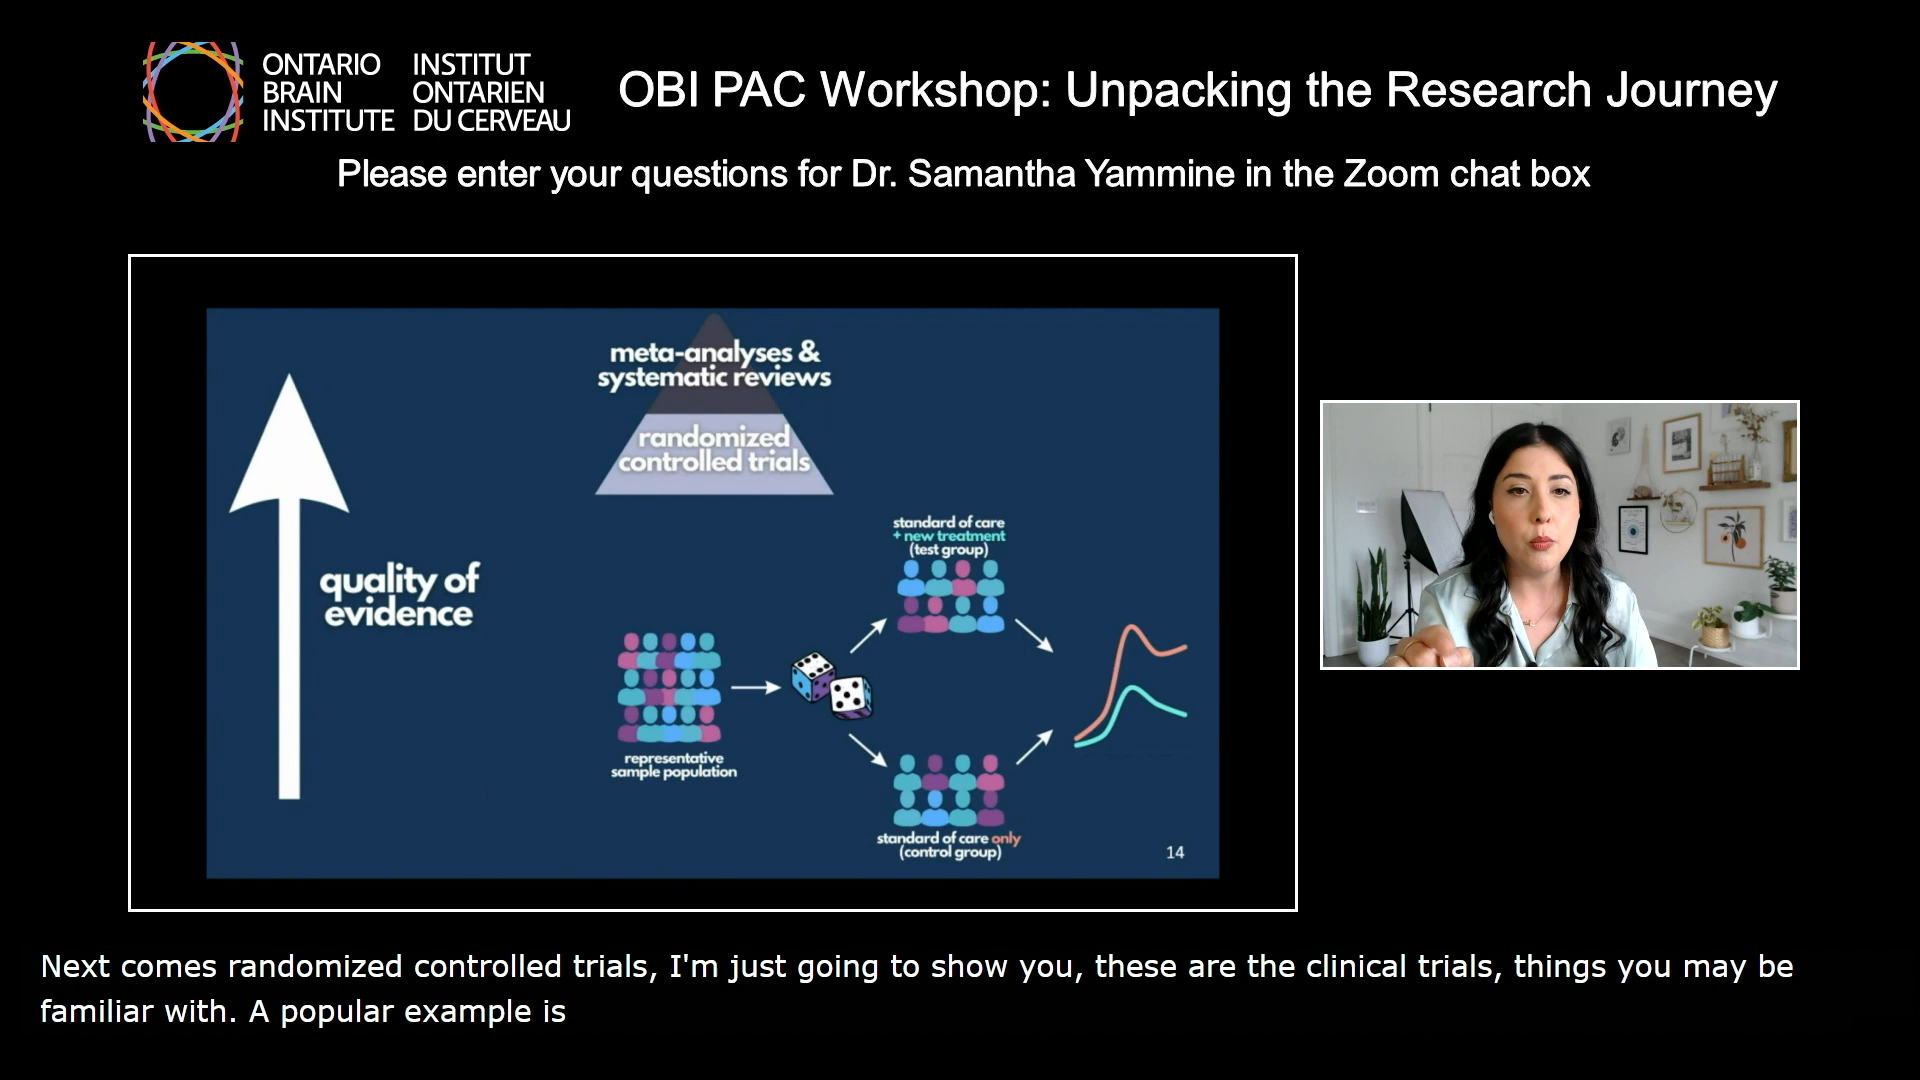 ONTARIO
BRAIN
INSTITUTE
INSTITUT
ONTARIEN
DU CERVEAU
OBI PAC Workshop: Unpacking the Research Journey
Please enter your questions for Dr. Samantha Yammine in the Zoom chat box
meta-analyses &
systematic reviews
randomized
controlled trials
quality of
evidence
standard of care
+ new treatment
(test group)
representative
sample population
standard of care only
(control group)
14
Next comes randomized controlled trials, I'm just going to show you, these are the clinical trials, things you may be
familiar with. A popular example is